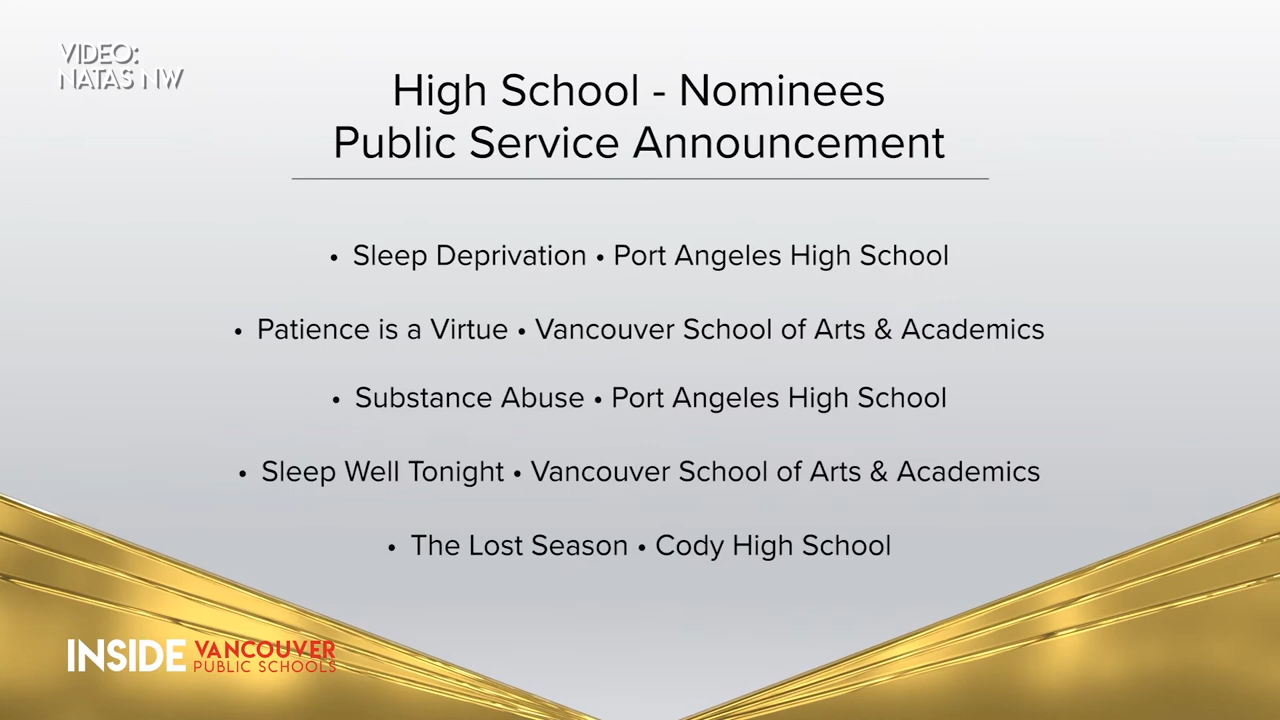 VIDEO:
NATAS NW
High School - Nominees
Public Service Announcement
• Sleep Deprivation • Port Angeles High School
• Patience is a Virtue • Vancouver School of Arts & Academics
• Substance Abuse • Port Angeles High School
• Sleep Well Tonight • Vancouver School of Arts & Academics
• The Lost Season • Cody High School
INSIDE VANCOUVER
PUBLIC SCHOOLS